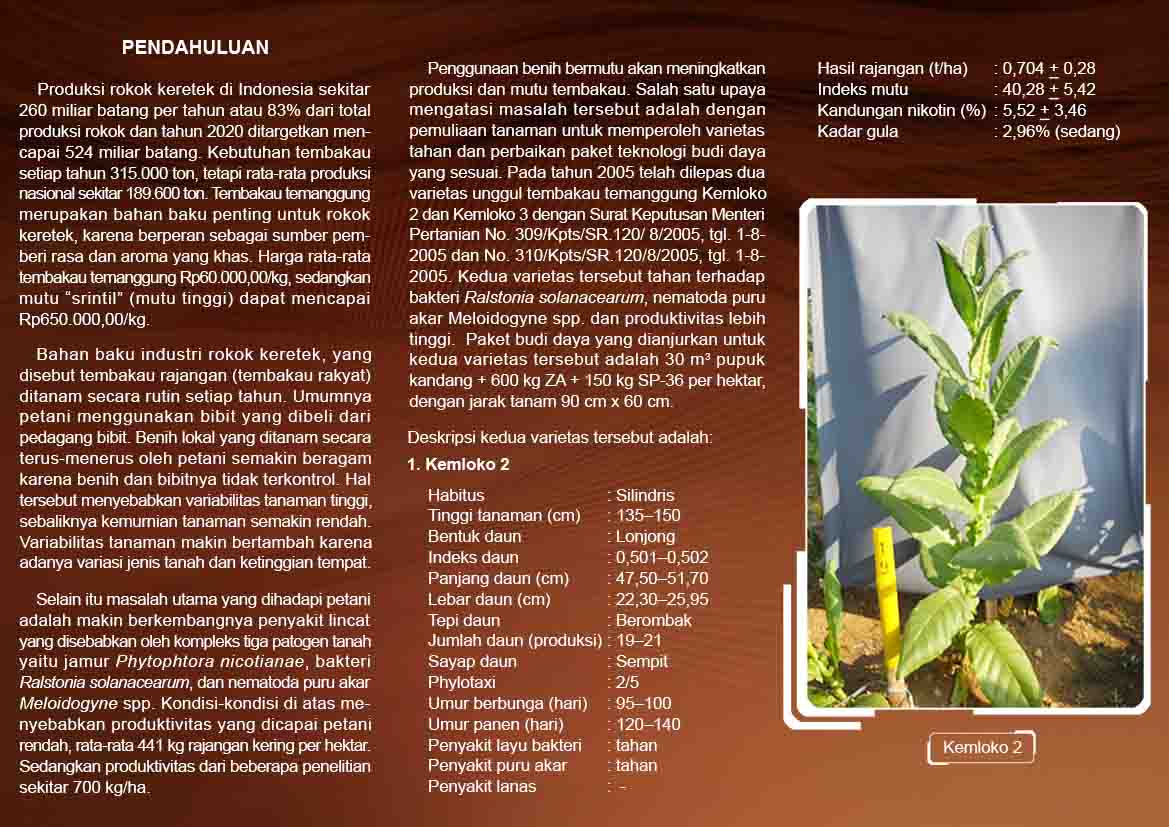 PENDAHULUAN
Produksi rokok keretek di Indonesia sekitar
260 miliar batang per tahun atau 83% dari total
produksi rokok dan tahun 2020 ditargetkan men-
capai 524 miliar batang. Kebutuhan tembakau
setiap tahun 315.000 ton, tetapi rata-rata produksi
nasional sekitar 189.600 ton. Tembakau temanggung
merupakan bahan baku penting untuk rokok
keretek, karena berperan sebagai sumber pem-
beri rasa dan aroma yang khas. Harga rata-rata
tembakau temanggung Rp60.000,00/kg, sedangkan
mutu “srintil” (mutu tinggi) dapat mencapai
Rp650.000,00/kg.
Bahan baku industri rokok keretek, yang
disebut tembakau rajangan (tembakau rakyat)
ditanam secara rutin setiap tahun. Umumnya
petani menggunakan bibit yang dibeli dari
pedagang bibit. Benih lokal yang ditanam secara
terus-menerus oleh petani semakin beragam
karena benih dan bibitnya tidak terkontrol. Hal
tersebut menyebabkan variabilitas tanaman tinggi,
sebaliknya kemurnian tanaman semakin rendah.
Variabilitas tanaman makin bertambah karena
adanya variasi jenis tanah dan ketinggian tempat.
Selain itu masalah utama yang dihadapi petani
adalah makin berkembangnya penyakit lincat
yang disebabkan oleh kompleks tiga patogen tanah
yaitu jamur Phytophtora nicotianae, bakteri
Ralstonia solanacearum, dan nematoda puru akar
Meloidogyne spp. Kondisi-kondisi di atas me-
nyebabkan produktivitas yang dicapai petani
rendah, rata-rata 441 kg rajangan kering per hektar.
Sedangkan produktivitas dari beberapa penelitian
sekitar 700 kg/ha.
Penggunaan benih bermutu akan meningkatkan
produksi dan mutu tembakau. Salah satu upaya
mengatasi masalah tersebut adalah dengan
pemuliaan tanaman untuk memperoleh varietas
tahan dan perbaikan paket teknologi budi daya
yang sesuai. Pada tahun 2005 telah dilepas dua
varietas unggul tembakau temanggung Kemloko
2 dan Kemloko 3 dengan Surat Keputusan Menteri
Pertanian No. 309/Kpts/SR.120/ 8/2005, tgl. 1-8-
2005 dan No. 310/Kpts/SR.120/8/2005, tgl. 1-8-
2005. Kedua varietas tersebut tahan terhadap
bakteri Ralstonia solanacearum, nematoda puru
akar Meloidogyne spp. dan produktivitas lebih
tinggi. Paket budi daya yang dianjurkan untuk
kedua varietas tersebut adalah 30 m³ pupuk
kandang + 600 kg ZA + 150 kg SP-36 per hektar,
dengan jarak tanam 90 cm x 60 cm.
Deskripsi kedua varietas tersebut adalah:
1. Kemloko 2
Habitus : Silindris
Tinggi tanaman (cm) : 135–150
Bentuk daun : Lonjong
Indeks daun : 0,501–0,502
Panjang daun (cm) : 47,50–51,70
Lebar daun (cm) : 22,30–25,95
Tepi daun : Berombak
Jumlah daun (produksi) : 19–21
Sayap daun : Sempit
Phylotaxi : 2/5
Umur berbunga (hari) : 95–100
Umur panen (hari) : 120–140
Penyakit layu bakteri : tahan
Penyakit puru akar : tahan
Penyakit lanas : -
Hasil rajangan (t/ha) : 0,704 ± 0,28
Indeks mutu : 40,28 ± 5,42
Kandungan nikotin (%) : 5,52 ± 3,46
Kadar gula : 2,96% (sedang)
Kemloko 2